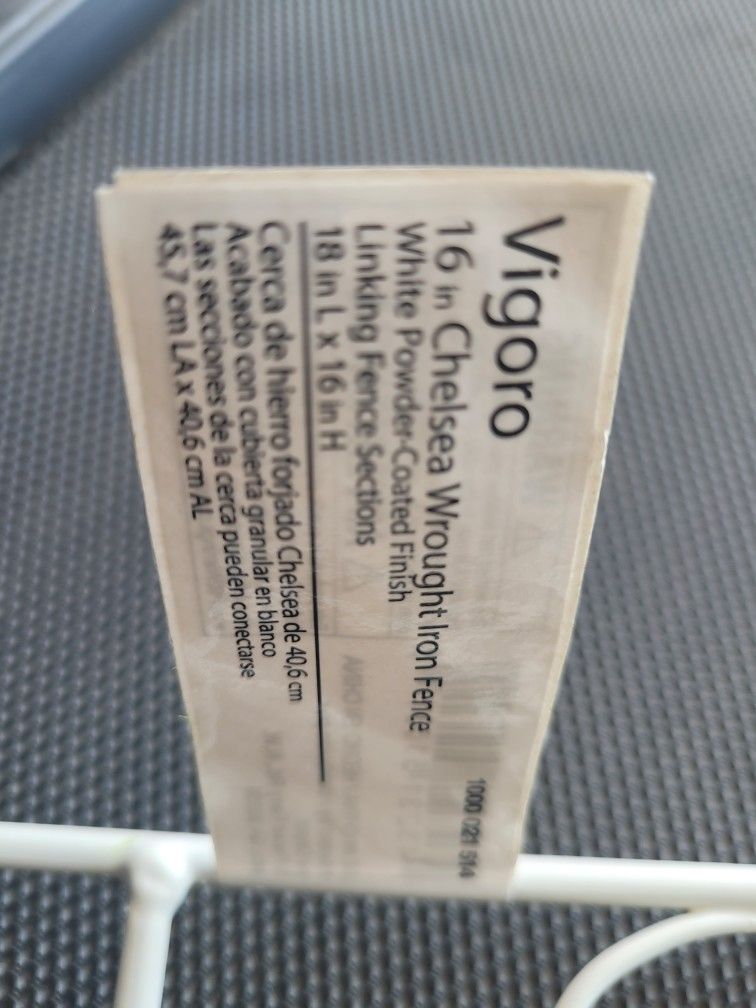 Vigoro
1000 021 514
16 in Chelsea Wrought Iron Fence
White Powder-Coated Finish
Linking Fence Sections
18 in L x 16 in H
Cerca de hierro forjado Chelsea de 40,6 cm
Acabado con cubierta granular en blanco
Las secciones de la cerca pueden conectarse
45,7 cm LA x 40,6 cm AL